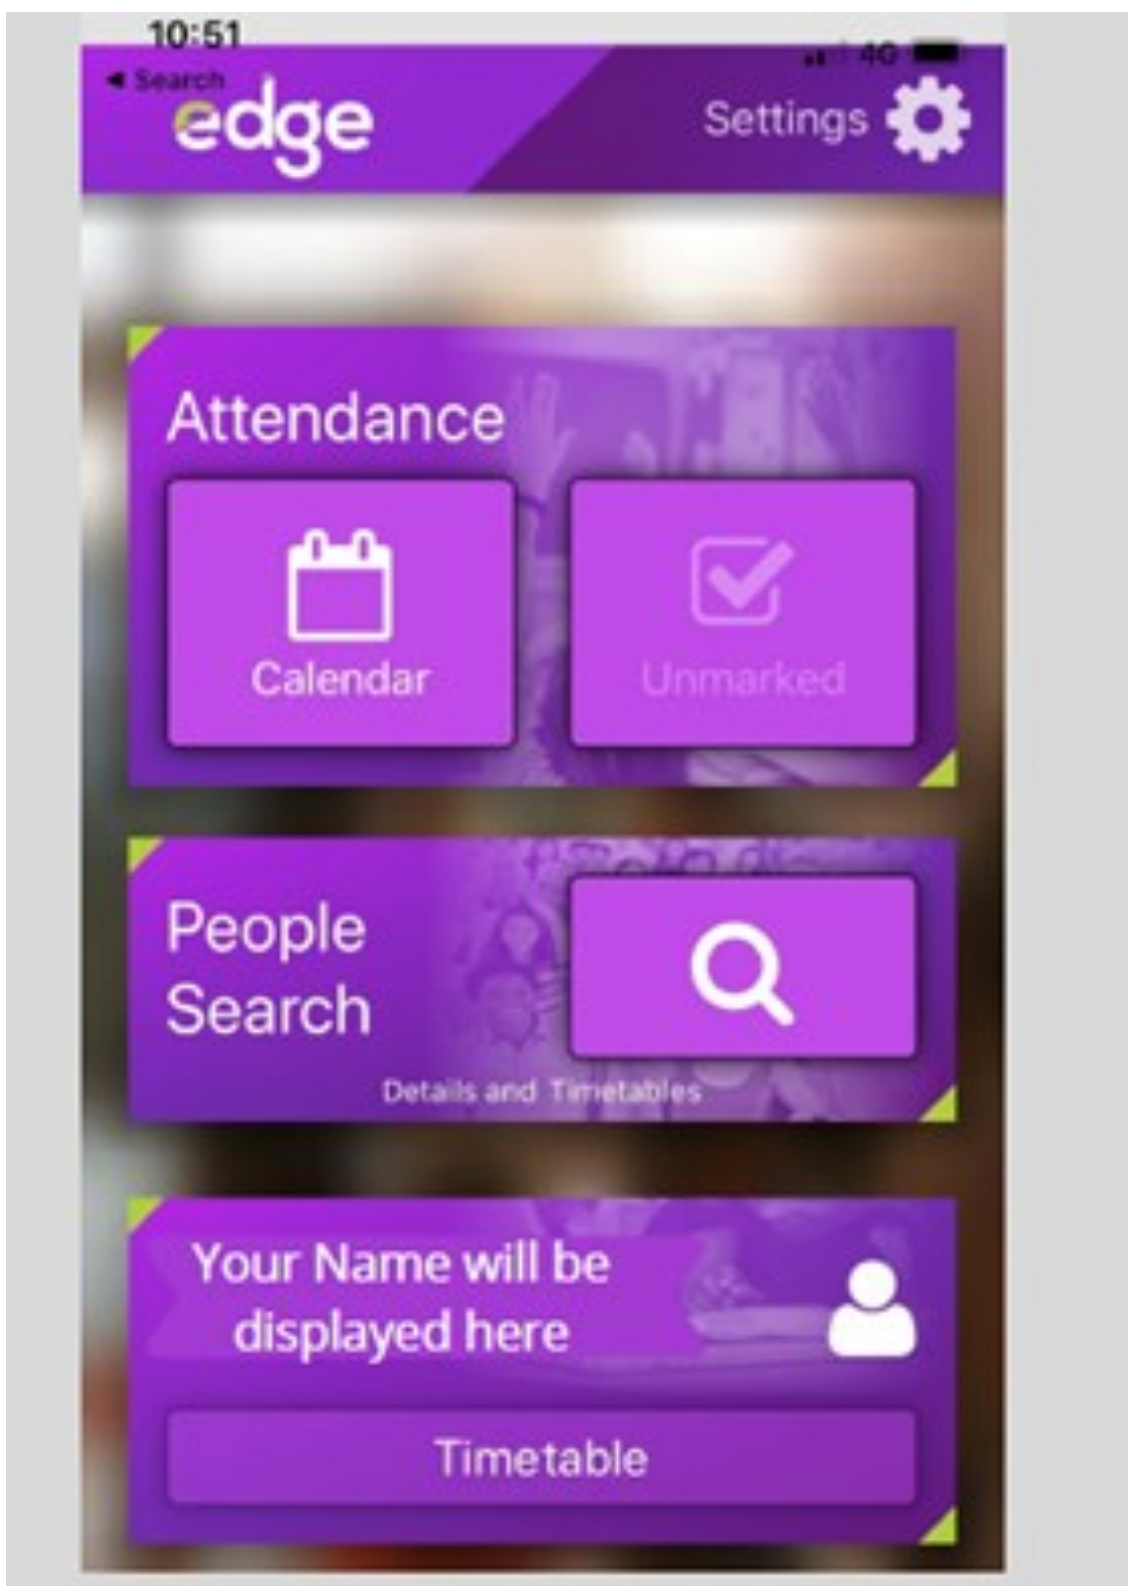 10:51
4G
◀ Search
edge
Settings
Attendance
Calendar
Unmarked
People
Search
Details and Timetables
Your Name will be
displayed here
Timetable